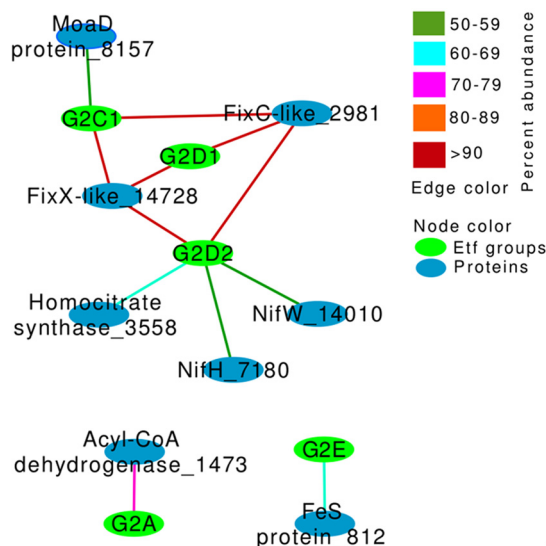 MoaD
protein_8157
G2C1
FixC-like_2981
G2D1
FixX-like_14728
G2D2
Homocitrate
synthase_3558
NifW_14010
NifH_7180
Acyl-CoA
dehydrogenase_1473
G2A
G2E
FeS
protein_812
50-59
60-69
70-79
80-89
>90
Percent abundance
Edge color
Node color
Etf groups
Proteins